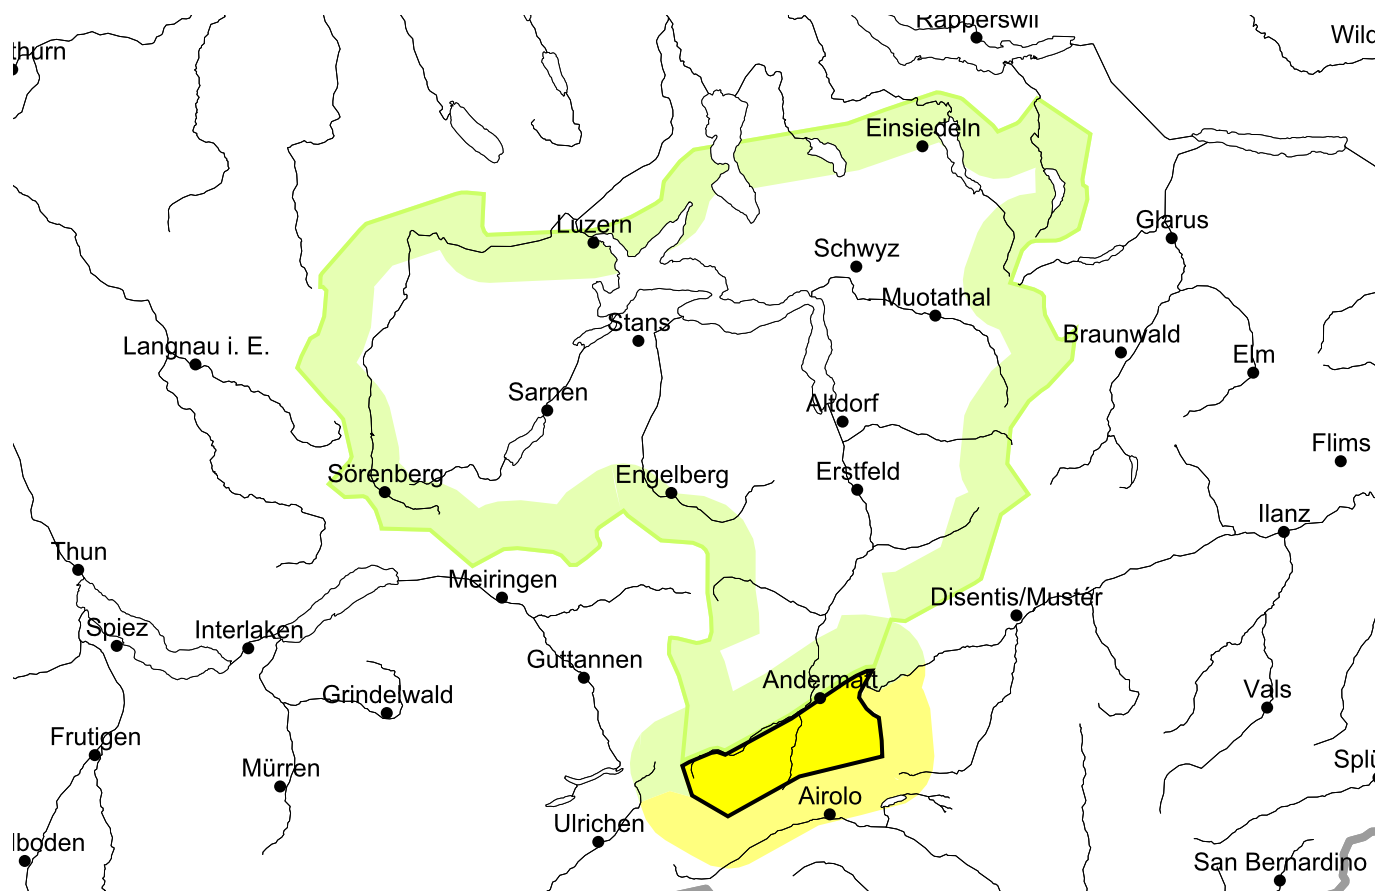 Rapperswil
thurn
Wild
Einsiedeln
Glarus
Luzern
Schwyz
Muotathal
Stans
Braunwald
Langnau i. E.
Elm
Sarnen
Altdorf
Flims
Sörenberg
Engelberg
Erstfeld
Ilanz
Thun
Meiringen
Disentis/Mustér
Spiez
Interlaken
Guttannen
Andermatt
Grindelwald
Vals
Frutigen
Mürren
Splü
Airolo
Ulrichen
lboden
San Bernardino